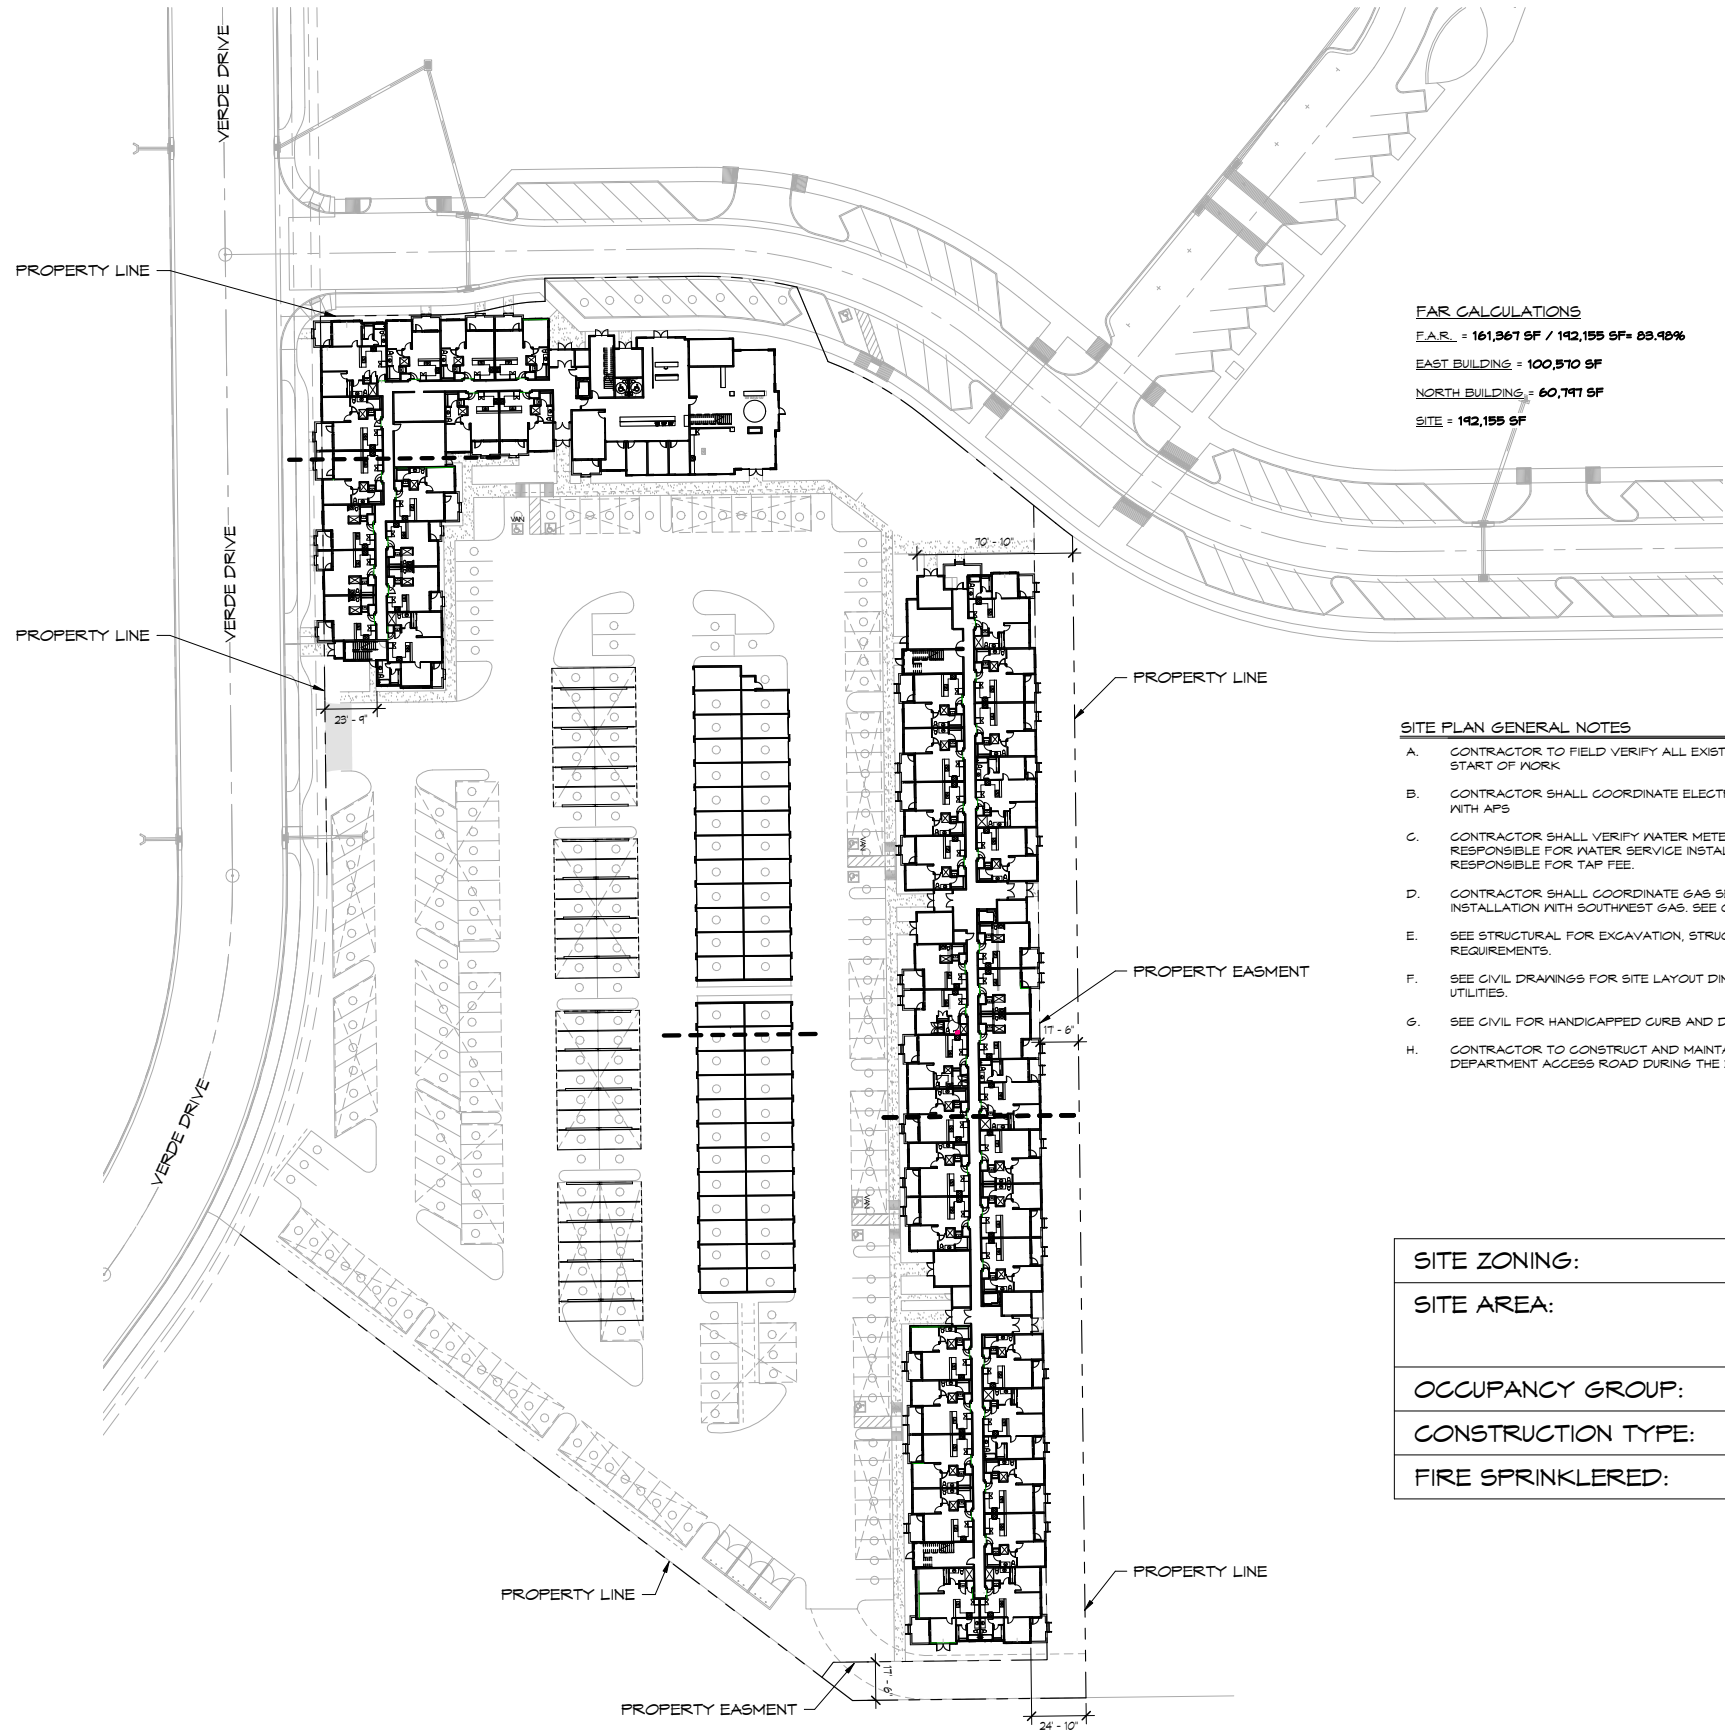 VERDE DRIVE
PROPERTY LINE
FAR CALCULATIONS
F.A.R. = 161,367 SF / 192,155 SF= 83.98%
EAST BUILDING = 100,570 SF
NORTH BUILDING = 60,797 SF
SITE = 192,155 SF
VAN
70' - 10"
VERDE DRIVE
PROPERTY LINE
PROPERTY LINE
23' - 9"
SITE PLAN GENERAL NOTES
A. CONTRACTOR TO FIELD VERIFY ALL EXIST
START OF WORK
B. CONTRACTOR SHALL COORDINATE ELECTR
WITH APS
C. CONTRACTOR SHALL VERIFY WATER METE
RESPONSIBLE FOR WATER SERVICE INSTAL
RESPONSIBLE FOR TAP FEE.
D. CONTRACTOR SHALL COORDINATE GAS SE
INSTALLATION WITH SOUTHWEST GAS. SEE C
E. SEE STRUCTURAL FOR EXCAVATION, STRUC
REQUIREMENTS.
F. SEE CIVIL DRAWINGS FOR SITE LAYOUT DIM
UTILITIES.
G. SEE CIVIL FOR HANDICAPPED CURB AND D
H. CONTRACTOR TO CONSTRUCT AND MAINTA
DEPARTMENT ACCESS ROAD DURING THE
VAN
PROPERTY EASMENT
17' - 6"
VERDE DRIVE
VAN
SITE ZONING:
SITE AREA:
OCCUPANCY GROUP:
CONSTRUCTION TYPE:
FIRE SPRINKLERED:
PROPERTY LINE
PROPERTY LINE
PROPERTY EASMENT
17' - 6"
24' - 10"